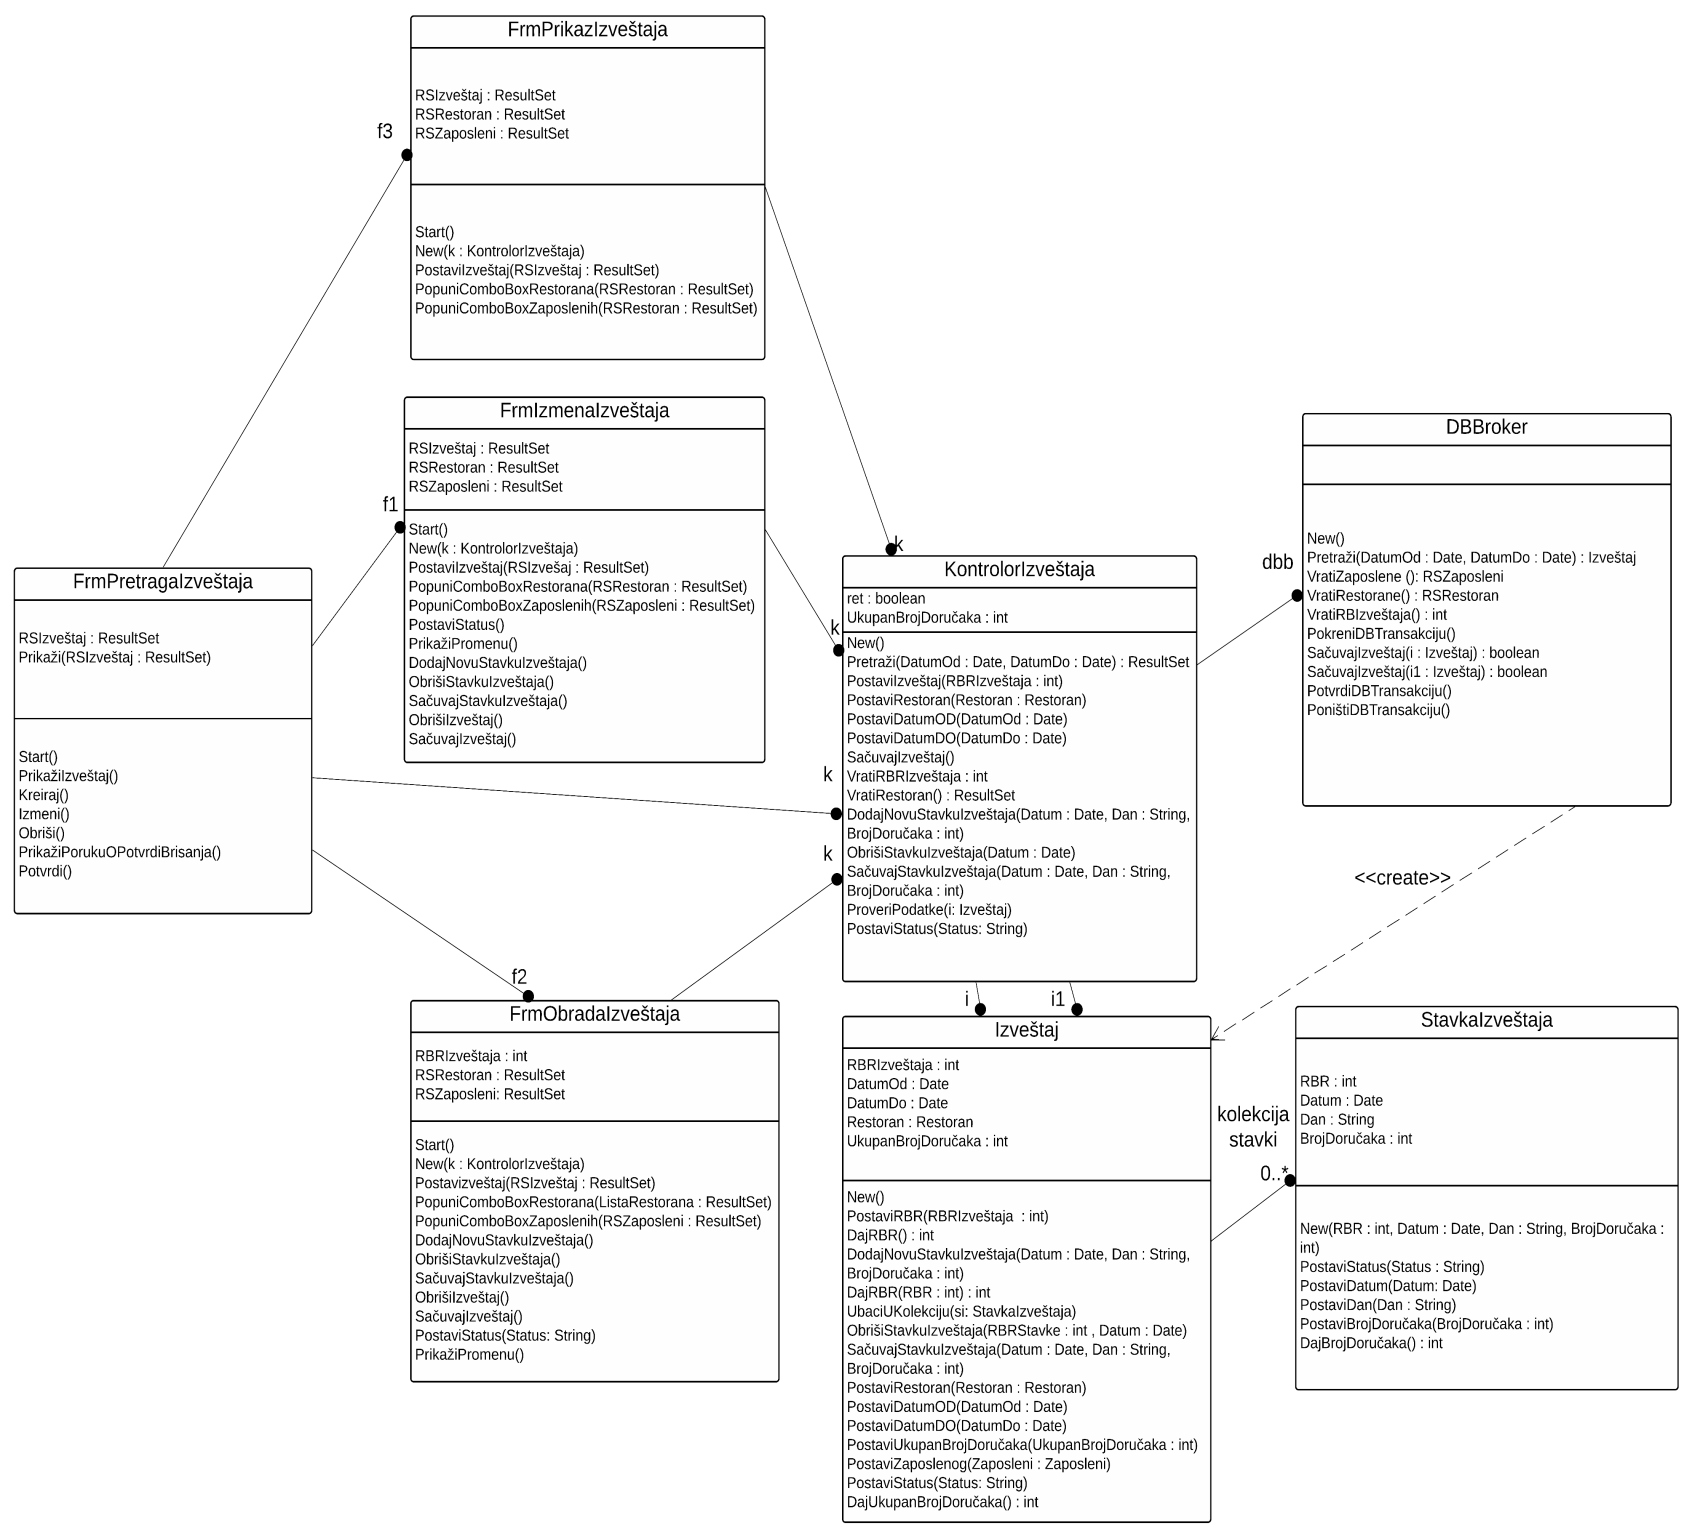 FrmPrikazIzveštaja
RSIzveštaj : ResultSet
RSRestoran : ResultSet
RSZaposleni : ResultSet
Start()
New(k : KontrolorIzveštaja)
PostaviIzveštaj(RSIzveštaj : ResultSet)
PopuniComboBoxRestorana(RSRestoran : ResultSet)
PopuniComboBoxZaposlenih(RSRestoran : ResultSet)
f3
k
FrmIzmenaIzveštaja
RSIzveštaj : ResultSet
RSRestoran : ResultSet
RSZaposleni : ResultSet
Start()
New(k : KontrolorIzveštaja)
PostaviIzveštaj(RSIzvešaj : ResultSet)
PopuniComboBoxRestorana(RSRestoran : ResultSet)
PopuniComboBoxZaposlenih(RSZaposleni : ResultSet)
PostaviStatus()
PrikažiPromenu()
DodajNovuStavkuIzveštaja()
ObrišiStavkuIzveštaja()
SačuvajStavkuIzveštaja()
ObrišiIzveštaj()
SačuvajIzveštaj()
f1
k
FrmPretragaIzveštaja
RSIzveštaj : ResultSet
Prikaži(RSIzveštaj : ResultSet)
Start()
PrikažiIzveštaj()
Kreiraj()
Izmeni()
Obriši()
PrikažiPorukuOPotvrdiBrisanja()
Potvrdi()
k
k
f2
KontrolorIzveštaja
ret : boolean
UkupanBrojDoručaka : int
New()
Pretraži(DatumOd : Date, DatumDo : Date) : ResultSet
PostaviIzveštaj(RBRIzveštaja : int)
PostaviRestoran(Restoran : Restoran)
PostaviDatumOD(DatumOd : Date)
PostaviDatumDO(DatumDo : Date)
SačuvajIzveštaj()
VratiRBRIzveštaja : int
VratiRestoran() : ResultSet
DodajNovuStavkuIzveštaja(Datum : Date, Dan : String,
BrojDoručaka : int)
ObrišiStavkuIzveštaja(Datum : Date)
SačuvajStavkuIzveštaja(Datum : Date, Dan : String,
BrojDoručaka : int)
ProveriPodatke(i: Izveštaj)
PostaviStatus(Status: String)
dbb
DBBroker
New()
Pretraži(DatumOd : Date, DatumDo : Date) : Izveštaj
VratiZaposlene (): RSZaposleni
VratiRestorane() : RSRestoran
VratiRBIzveštaja() : int
PokreniDBTransakciju()
SačuvajIzveštaj(i : Izveštaj) : boolean
SačuvajIzveštaj(i1 : Izveštaj) : boolean
PotvrdiDBTransakciju()
PoništiDBTransakciju()
<<create>>
FrmObradaIzveštaja
RBRIzveštaja : int
RSRestoran : ResultSet
RSZaposleni: ResultSet
Start()
New(k : KontrolorIzveštaja)
Postavizveštaj(RSIzveštaj : ResultSet)
PopuniComboBoxRestorana(ListaRestorana : ResultSet)
PopuniComboBoxZaposlenih(RSZaposleni : ResultSet)
DodajNovuStavkuIzveštaja()
ObrišiStavkuIzveštaja()
SačuvajStavkuIzveštaja()
ObrišiIzveštaj()
SačuvajIzveštaj()
PostaviStatus(Status: String)
PrikažiPromenu()
i
i1
Izveštaj
RBRIzveštaja : int
DatumOd : Date
DatumDo : Date
Restoran : Restoran
UkupanBrojDoručaka : int
New()
PostaviRBR(RBRIzveštaja : int)
DajRBR() : int
DodajNovuStavkuIzveštaja(Datum : Date, Dan : String,
BrojDoručaka : int)
DajRBR(RBR : int) : int
UbaciUKolekciju(si: StavkaIzveštaja)
ObrišiStavkuIzveštaja(RBRStavke : int , Datum : Date)
SačuvajStavkuIzveštaja(Datum : Date, Dan : String,
BrojDoručaka : int)
PostaviRestoran(Restoran : Restoran)
PostaviDatumOD(DatumOd : Date)
PostaviDatumDO(DatumDo : Date)
PostaviUkupanBrojDoručaka(UkupanBrojDoručaka : int)
PostaviZaposlenog(Zaposleni : Zaposleni)
PostaviStatus(Status: String)
DajUkupanBrojDoručaka() : int
kolekcija
stavki
0..*
StavkaIzveštaja
RBR : int
Datum : Date
Dan : String
BrojDoručaka : int
New(RBR : int, Datum : Date, Dan : String, BrojDoručaka :
int)
PostaviStatus(Status : String)
PostaviDatum(Datum: Date)
PostaviDan(Dan : String)
PostaviBrojDoručaka(BrojDoručaka : int)
DajBrojDoručaka() : int